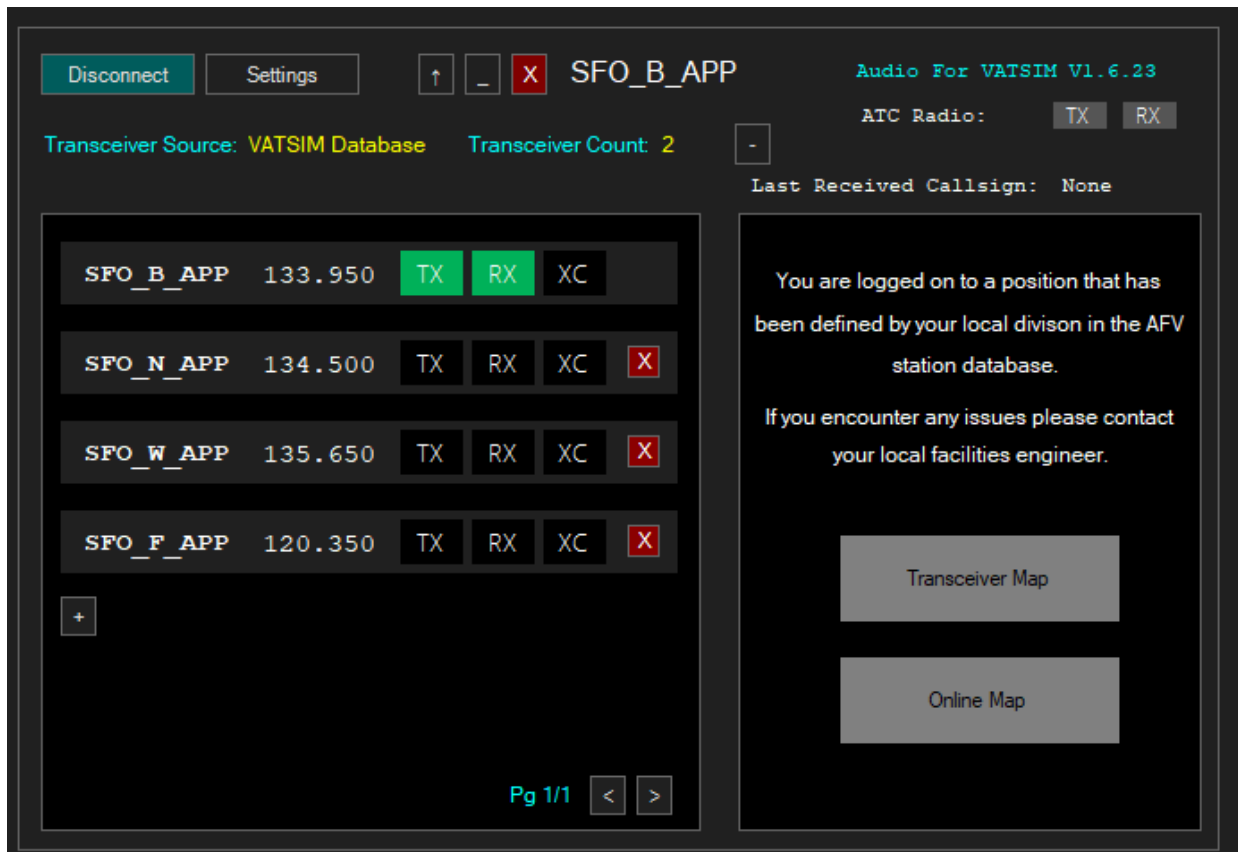 Disconnect Settings ↑ _ X SFO_B_APP Audio For VATSIM V1.6.23
ATC Radio: TX RX
Transceiver Source: VATSIM Database Transceiver Count: 2 -
Last Received Callsign: None
SFO_B_APP 133.950 TX RX XC
SFO_N_APP 134.500 TX RX XC X
SFO_W_APP 135.650 TX RX XC X
SFO_F_APP 120.350 TX RX XC X
+
Pg 1/1 < >
You are logged on to a position that has
been defined by your local divison in the AFV
station database.
If you encounter any issues please contact
your local facilities engineer.
Transceiver Map
Online Map